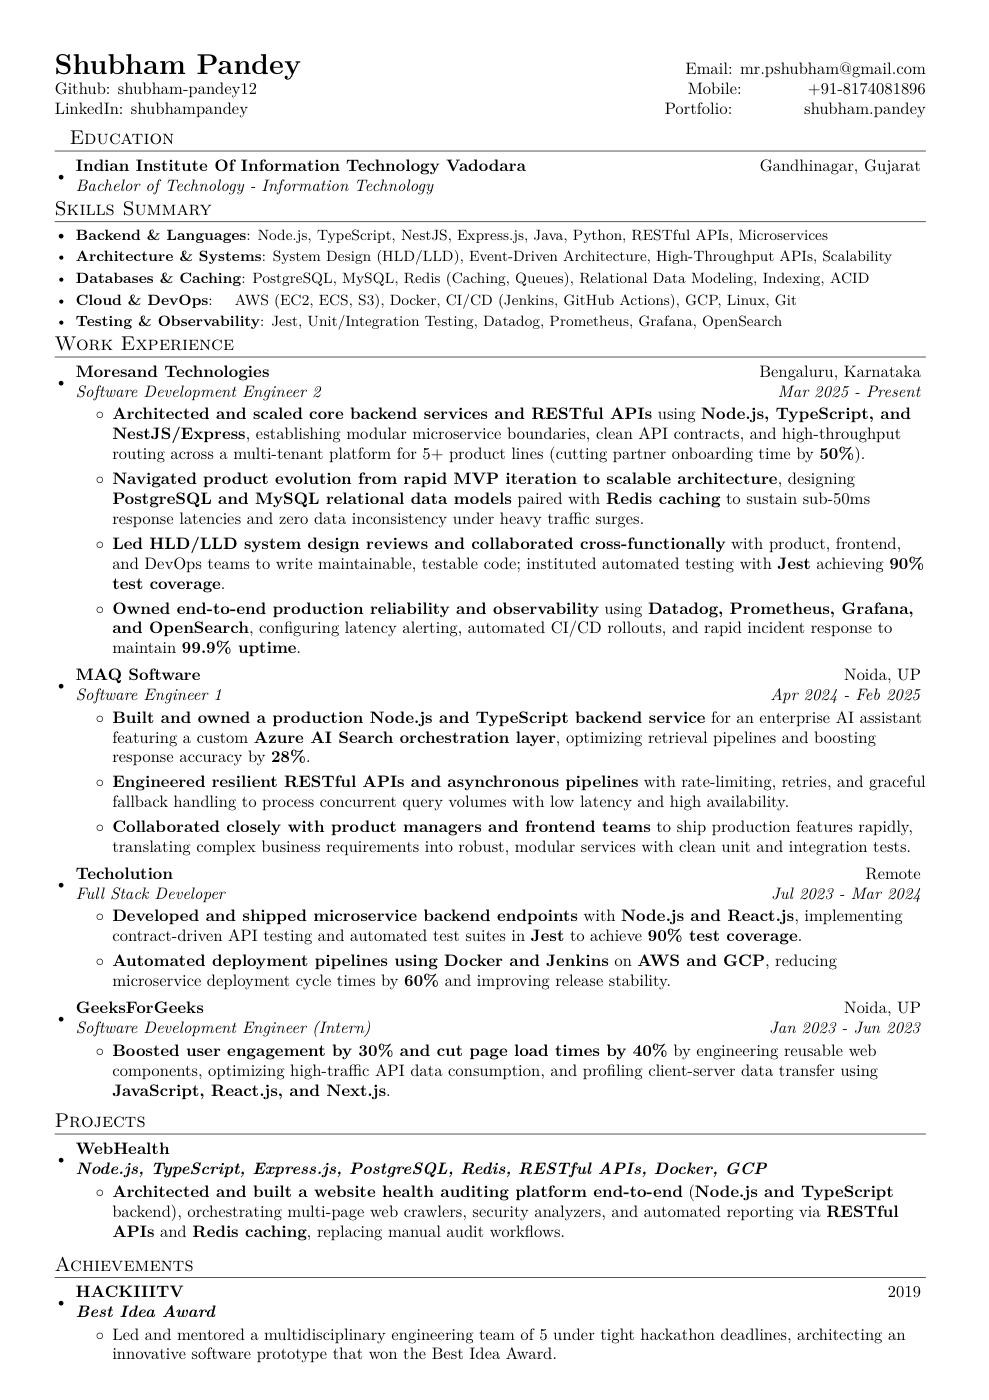 Shubham Pandey
Email: mr.pshubham@gmail.com
Github: shubham-pandey12
Mobile: +91-8174081896
LinkedIn: shubhampandey
Portfolio: shubham.pandey
Education
• Indian Institute Of Information Technology Vadodara Gandhinagar, Gujarat
Bachelor of Technology - Information Technology
Skills Summary
• Backend & Languages: Node.js, TypeScript, NestJS, Express.js, Java, Python, RESTful APIs, Microservices
• Architecture & Systems: System Design (HLD/LLD), Event-Driven Architecture, High-Throughput APIs, Scalability
• Databases & Caching: PostgreSQL, MySQL, Redis (Caching, Queues), Relational Data Modeling, Indexing, ACID
• Cloud & DevOps: AWS (EC2, ECS, S3), Docker, CI/CD (Jenkins, GitHub Actions), GCP, Linux, Git
• Testing & Observability: Jest, Unit/Integration Testing, Datadog, Prometheus, Grafana, OpenSearch
Work Experience
• Moresand Technologies Bengaluru, Karnataka
Software Development Engineer 2 Mar 2025 - Present
◦ Architected and scaled core backend services and RESTful APIs using Node.js, TypeScript, and
NestJS/Express, establishing modular microservice boundaries, clean API contracts, and high-throughput
routing across a multi-tenant platform for 5+ product lines (cutting partner onboarding time by 50%).
◦ Navigated product evolution from rapid MVP iteration to scalable architecture, designing
PostgreSQL and MySQL relational data models paired with Redis caching to sustain sub-50ms
response latencies and zero data inconsistency under heavy traffic surges.
◦ Led HLD/LLD system design reviews and collaborated cross-functionally with product, frontend,
and DevOps teams to write maintainable, testable code; instituted automated testing with Jest achieving 90%
test coverage.
◦ Owned end-to-end production reliability and observability using Datadog, Prometheus, Grafana,
and OpenSearch, configuring latency alerting, automated CI/CD rollouts, and rapid incident response to
maintain 99.9% uptime.
• MAQ Software Noida, UP
Software Engineer 1 Apr 2024 - Feb 2025
◦ Built and owned a production Node.js and TypeScript backend service for an enterprise AI assistant
featuring a custom Azure AI Search orchestration layer, optimizing retrieval pipelines and boosting
response accuracy by 28%.
◦ Engineered resilient RESTful APIs and asynchronous pipelines with rate-limiting, retries, and graceful
fallback handling to process concurrent query volumes with low latency and high availability.
◦ Collaborated closely with product managers and frontend teams to ship production features rapidly,
translating complex business requirements into robust, modular services with clean unit and integration tests.
• Techolution Remote
Full Stack Developer Jul 2023 - Mar 2024
◦ Developed and shipped microservice backend endpoints with Node.js and React.js, implementing
contract-driven API testing and automated test suites in Jest to achieve 90% test coverage.
◦ Automated deployment pipelines using Docker and Jenkins on AWS and GCP, reducing
microservice deployment cycle times by 60% and improving release stability.
• GeeksForGeeks Noida, UP
Software Development Engineer (Intern) Jan 2023 - Jun 2023
◦ Boosted user engagement by 30% and cut page load times by 40% by engineering reusable web
components, optimizing high-traffic API data consumption, and profiling client-server data transfer using
JavaScript, React.js, and Next.js.
Projects
• WebHealth
Node.js, TypeScript, Express.js, PostgreSQL, Redis, RESTful APIs, Docker, GCP
◦ Architected and built a website health auditing platform end-to-end (Node.js and TypeScript
backend), orchestrating multi-page web crawlers, security analyzers, and automated reporting via RESTful
APIs and Redis caching, replacing manual audit workflows.
Achievements
• HACKIIITV 2019
Best Idea Award
◦ Led and mentored a multidisciplinary engineering team of 5 under tight hackathon deadlines, architecting an
innovative software prototype that won the Best Idea Award.